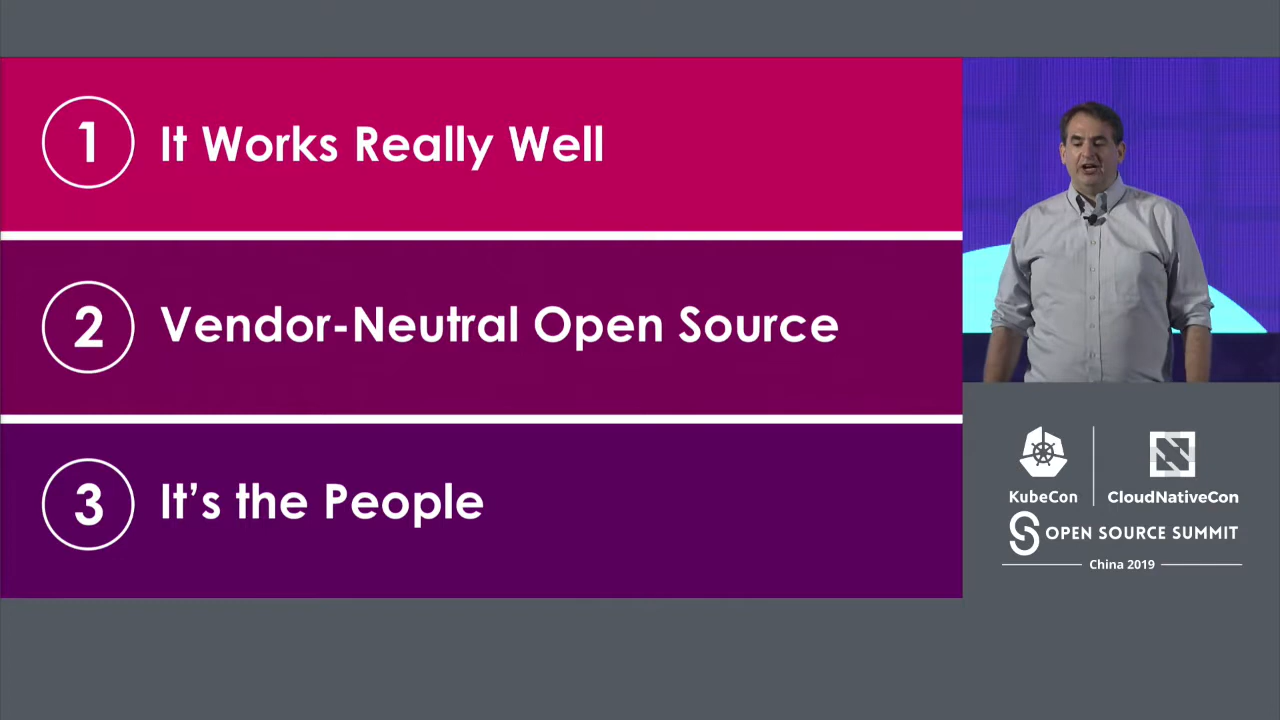 1 It Works Really Well
2 Vendor-Neutral Open Source
3 It’s the People
KubeCon
CloudNativeCon
OPEN SOURCE SUMMIT
China 2019